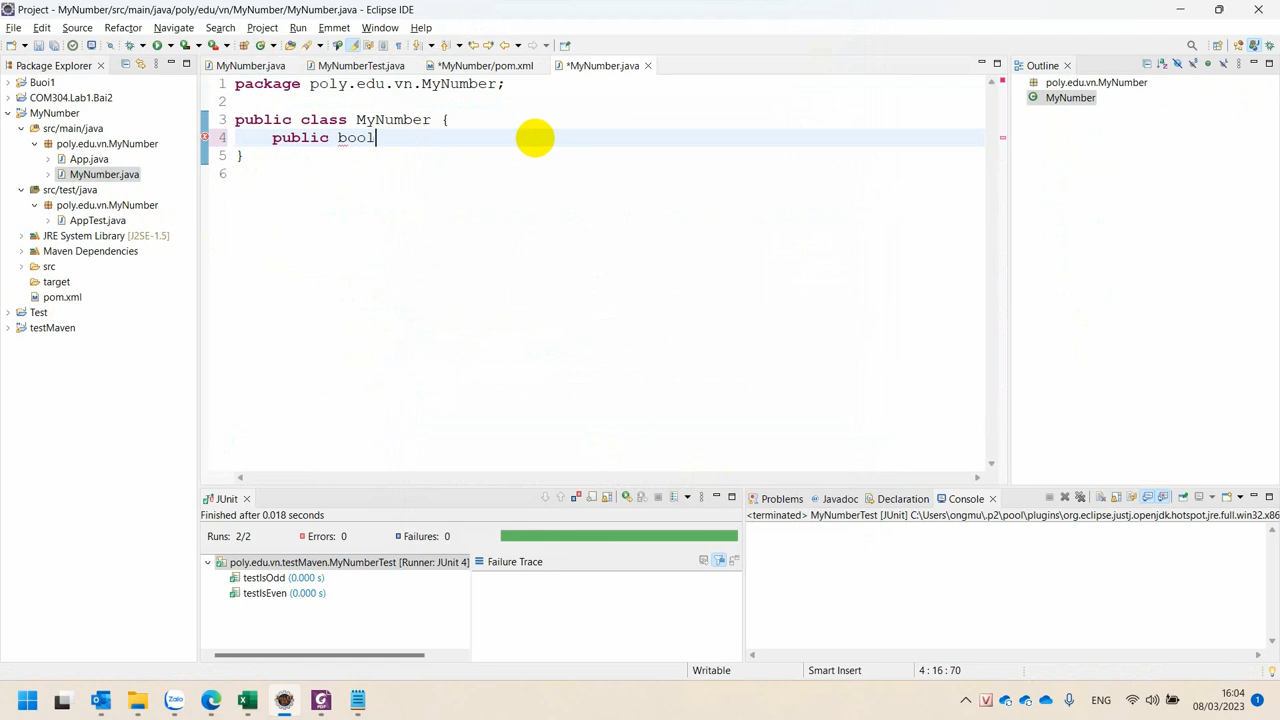 Project - MyNumber/src/main/java/poly/edu/vn/MyNumber/MyNumber.java - Eclipse IDE
File Edit Source Refactor Navigate Search Project Run Emmet Window Help
Package Explorer
MyNumber.java MyNumberTest.java *MyNumber/pom.xml *MyNumber.java
Outline
Buoi1
COM304.Lab1.Bai2
MyNumber
src/main/java
poly.edu.vn.MyNumber
App.java
MyNumber.java
src/test/java
poly.edu.vn.MyNumber
AppTest.java
JRE System Library [J2SE-1.5]
Maven Dependencies
src
target
pom.xml
Test
testMaven
1 package poly.edu.vn.MyNumber;
2
3 public class MyNumber {
4 public bool
5 }
6
poly.edu.vn.MyNumber
MyNumber
JUnit
Finished after 0.018 seconds
Runs: 2/2 Errors: 0 Failures: 0
poly.edu.vn.testMaven.MyNumberTest [Runner: JUnit 4]
testIsOdd (0.000 s)
testIsEven (0.000 s)
Failure Trace
Problems Javadoc Declaration Console
<terminated> MyNumberTest [JUnit] C:\Users\ongmu\.p2\pool\plugins\org.eclipse.justj.openjdk.hotspot.jre.full.win32.x86
Writable Smart Insert 4 : 16 : 70
Zalo
PDF
ENG
16:04
08/03/2023
1